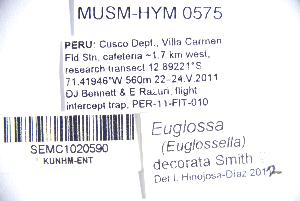 MUSM-HYM 0575
PERU: Cusco Dept., Villa Carmen
Fld Stn, cafeteria ~1.7 km west,
research transect 12.89221°S
71.41946°W 560m 22-24.V.2011
DJ Bennett & E Razuri, flight
intercept trap, PER-11-FIT-010
SEMC1020590
KUNHM-ENT
Euglossa
(Euglossella)
decorata Smith
Det I. Hinojosa-Díaz 2012